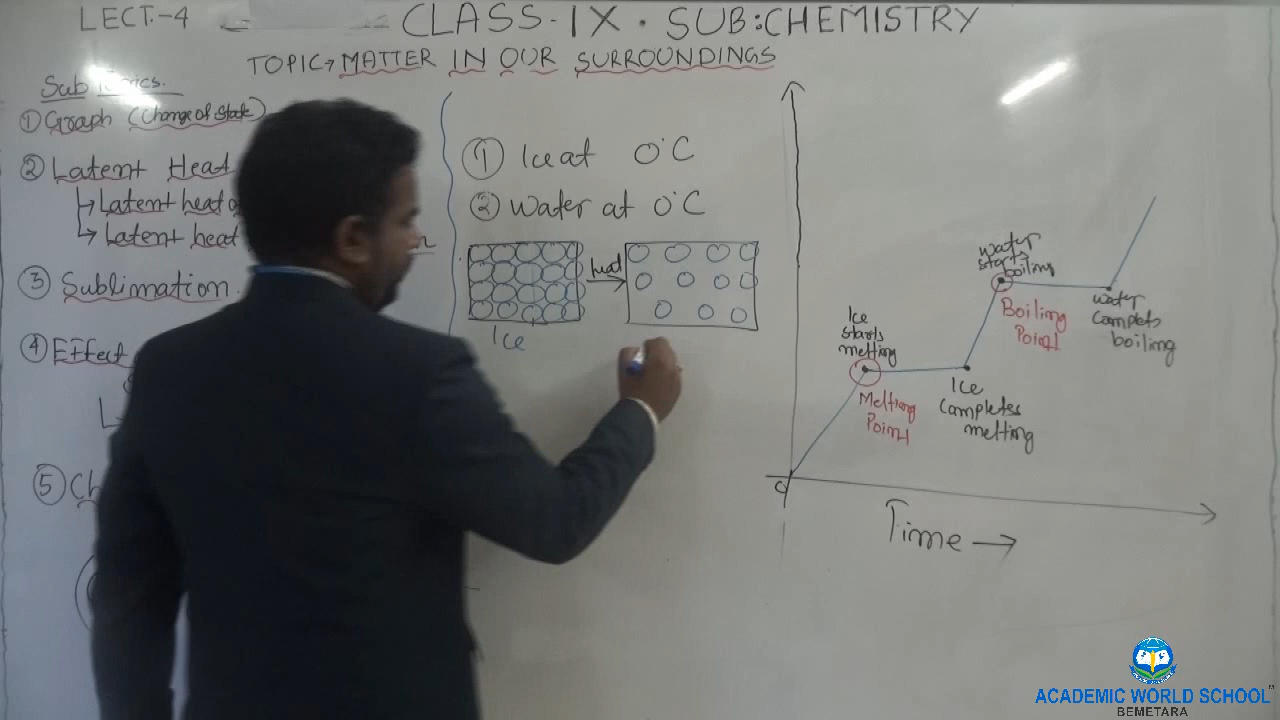 LECT:-4
CLASS-IX · SUB:CHEMISTRY
TOPIC→ MATTER IN OUR SURROUNDINGS
Sub
① Graph (Change of State)
② Latent Heat
→ Latent heat
→ Latent heat
③ Sublimation
④ Effect
⑤ Ch
① Ice at 0°C
② Water at 0°C
heat
Ice
Ice
starts
melting
Melting
Point
Ice
Completes
melting
water
starts
boiling
Boiling
Point
water
Complets
boiling
O
Time →
ACADEMIC WORLD SCHOOL
BEMETARA